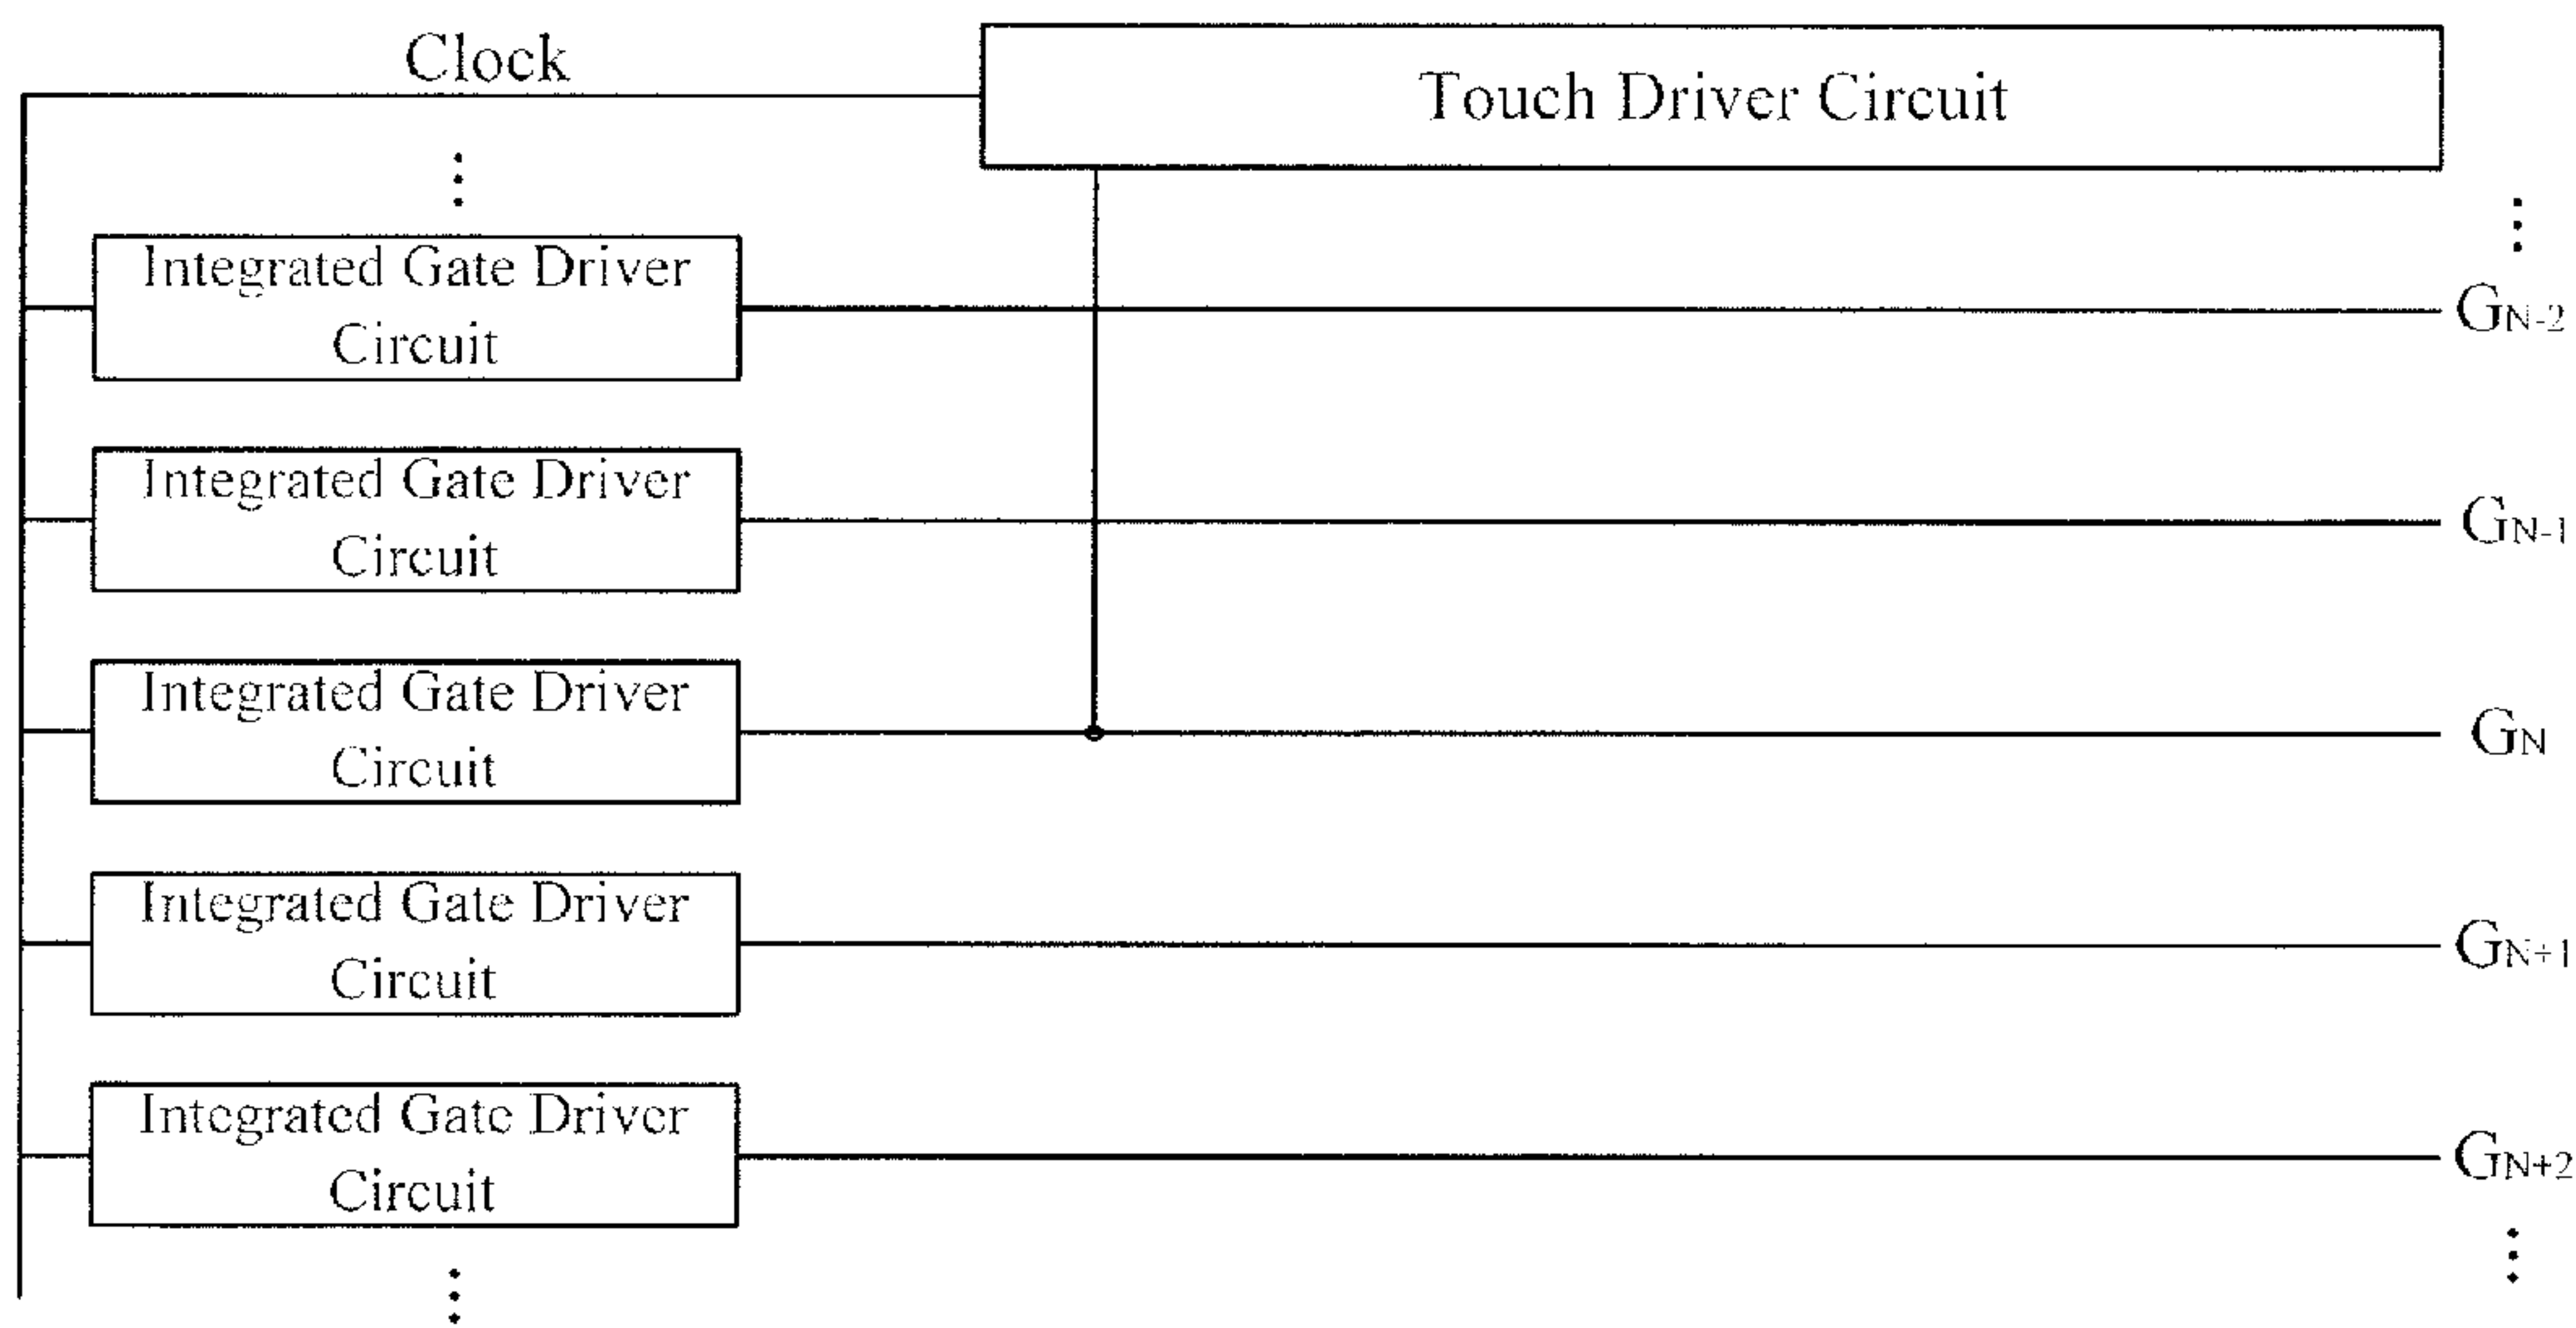 Clock
Touch Driver Circuit
Integrated Gate Driver
Circuit
GN-2
Integrated Gate Driver
Circuit
GN-1
Integrated Gate Driver
Circuit
GN
Integrated Gate Driver
Circuit
GN+1
Integrated Gate Driver
Circuit
GN+2